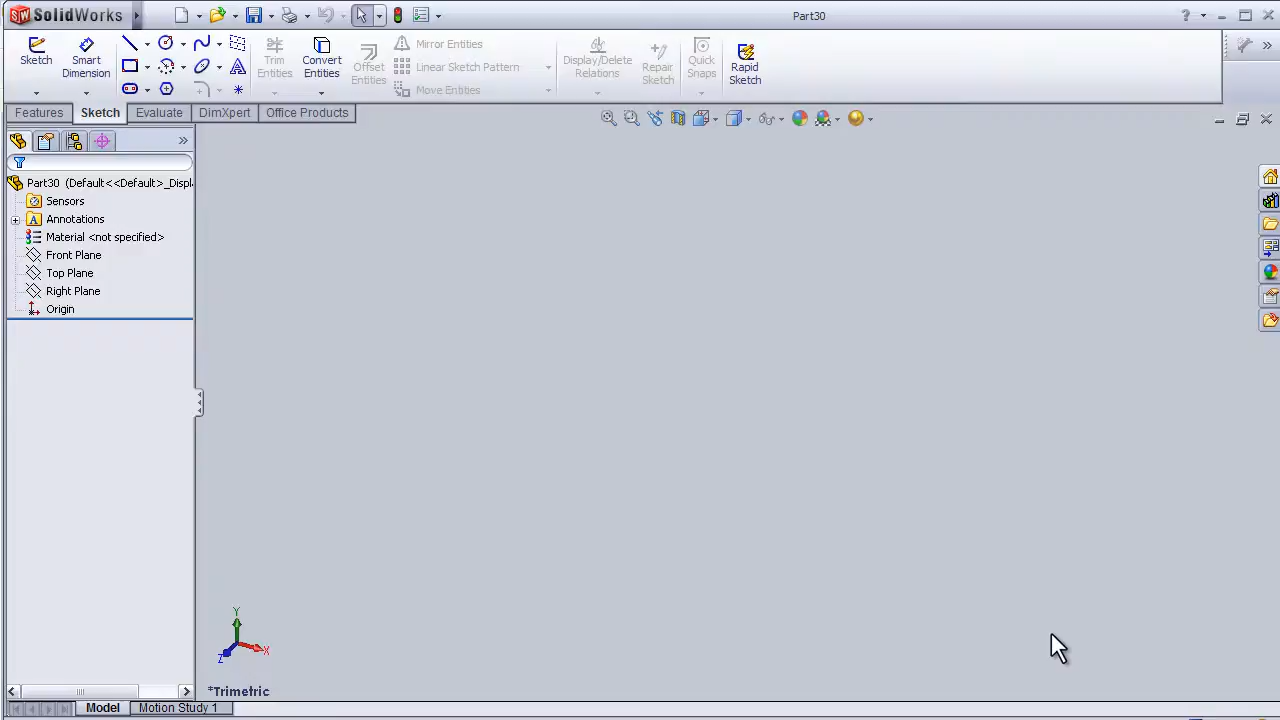 SolidWorks
Part30
Sketch
Smart Dimension
Trim Entities
Convert Entities
Offset Entities
Mirror Entities
Linear Sketch Pattern
Move Entities
Display/Delete Relations
Repair Sketch
Quick Snaps
Rapid Sketch
Features
Sketch
Evaluate
DimXpert
Office Products
Part30 (Default<<Default>_Displ
Sensors
Annotations
Material <not specified>
Front Plane
Top Plane
Right Plane
Origin
Y
X
Z
*Trimetric
Model
Motion Study 1